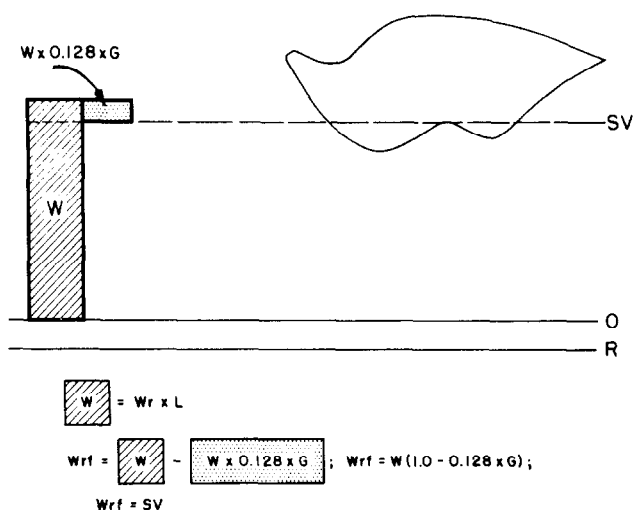 W x 0.128 x G
SV
W
O
R
W = Wr x L
Wrf = W - W x 0.128 x G ; Wrf = W (1.0 - 0.128 x G) ;
Wrf = SV